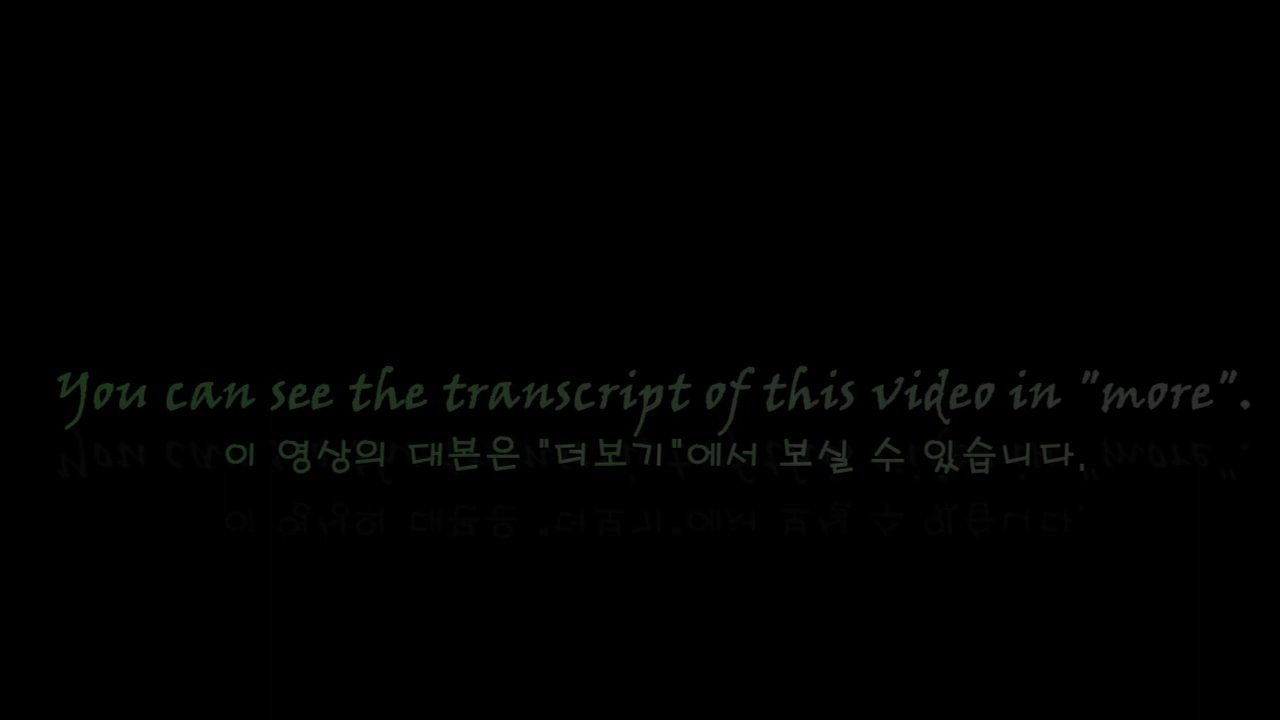 You can see the transcript of this video in "more".
이 영상의 대본은 "더보기"에서 보실 수 있습니다.